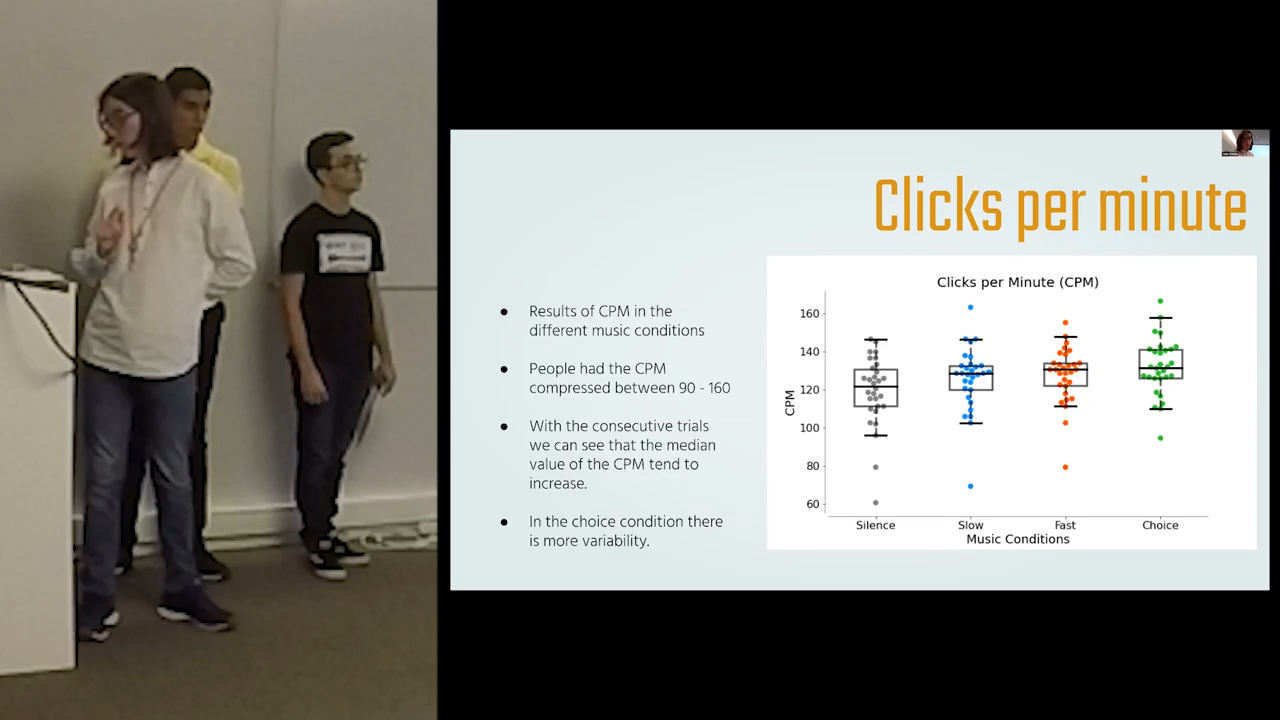 Clicks per minute
● Results of CPM in the
different music conditions
● People had the CPM
compressed between 90 - 160
● With the consecutive trials
we can see that the median
value of the CPM tend to
increase.
● In the choice condition there
is more variability.
Clicks per Minute (CPM)
CPM
160
140
120
100
80
60
Silence Slow Fast Choice
Music Conditions